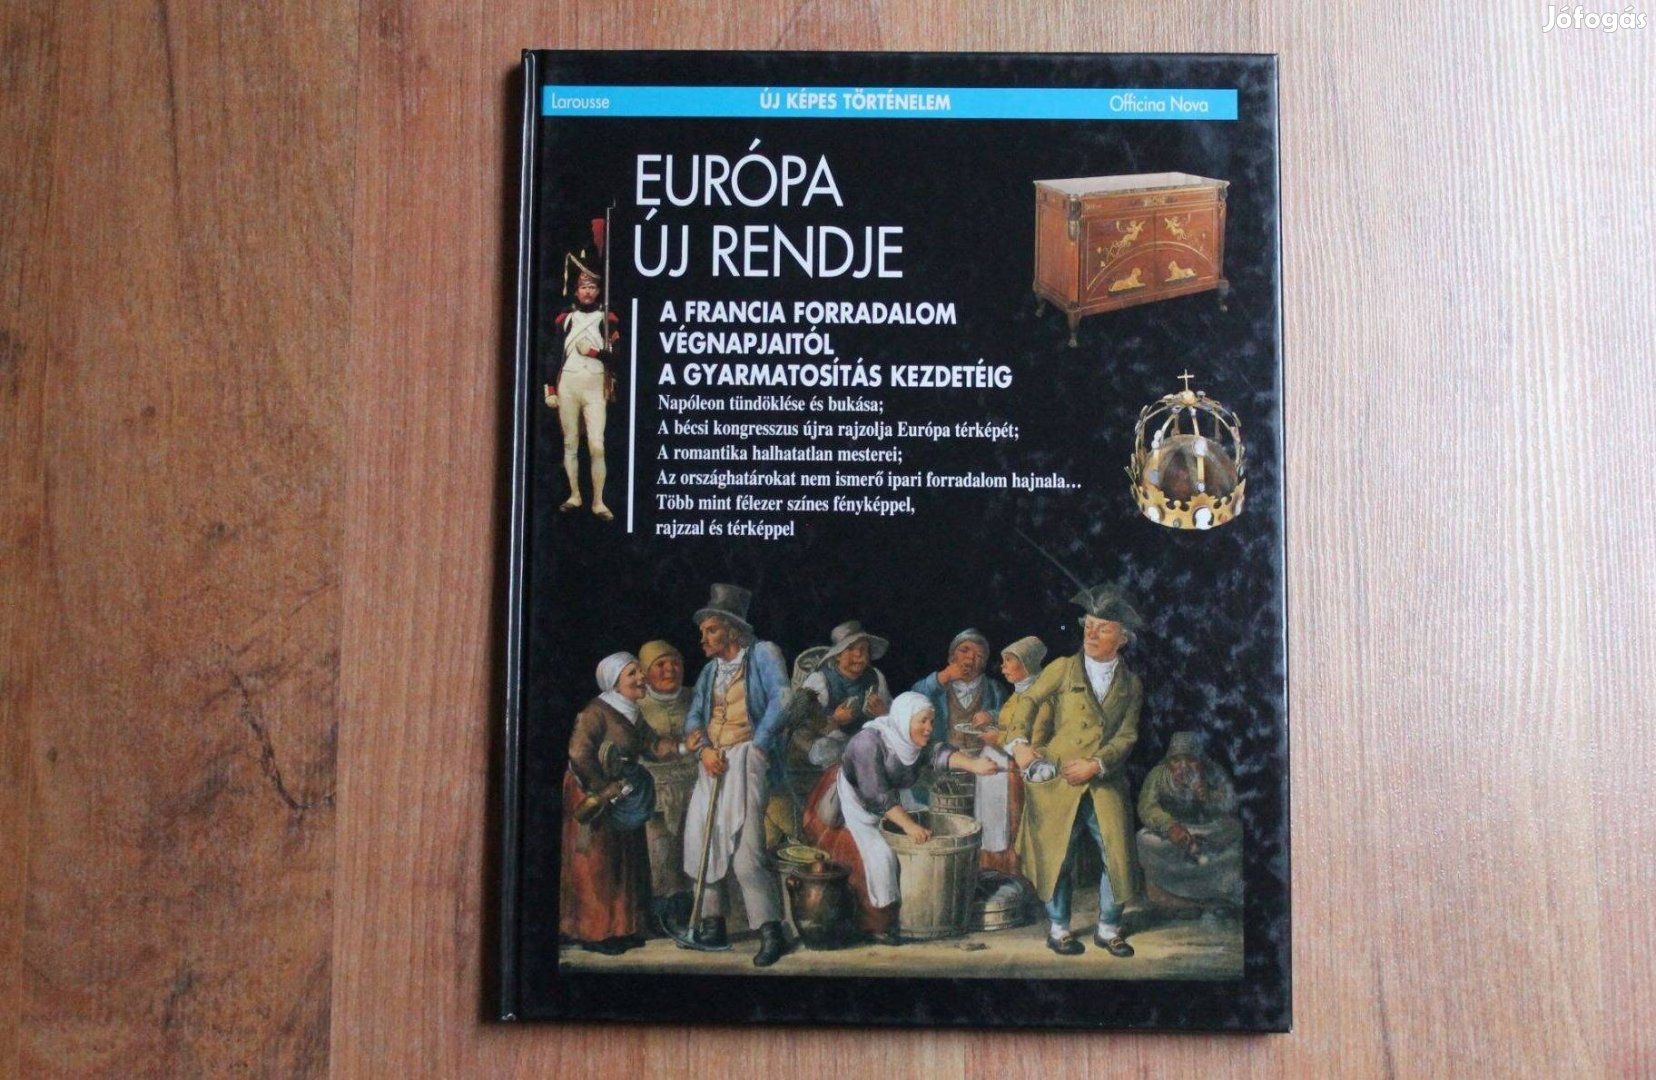 Jófogás
Larousse ÚJ KÉPES TÖRTÉNELEM Officina Nova
EURÓPA
ÚJ RENDJE
A FRANCIA FORRADALOM
VÉGNAPJAITÓL
A GYARMATOSÍTÁS KEZDETÉIG
Napóleon tündöklése és bukása;
A bécsi kongresszus újra rajzolja Európa térképét;
A romantika halhatatlan mesterei;
Az országhatárokat nem ismerő ipari forradalom hajnala...
Több mint félezer színes fényképpel,
rajzzal és térképpel